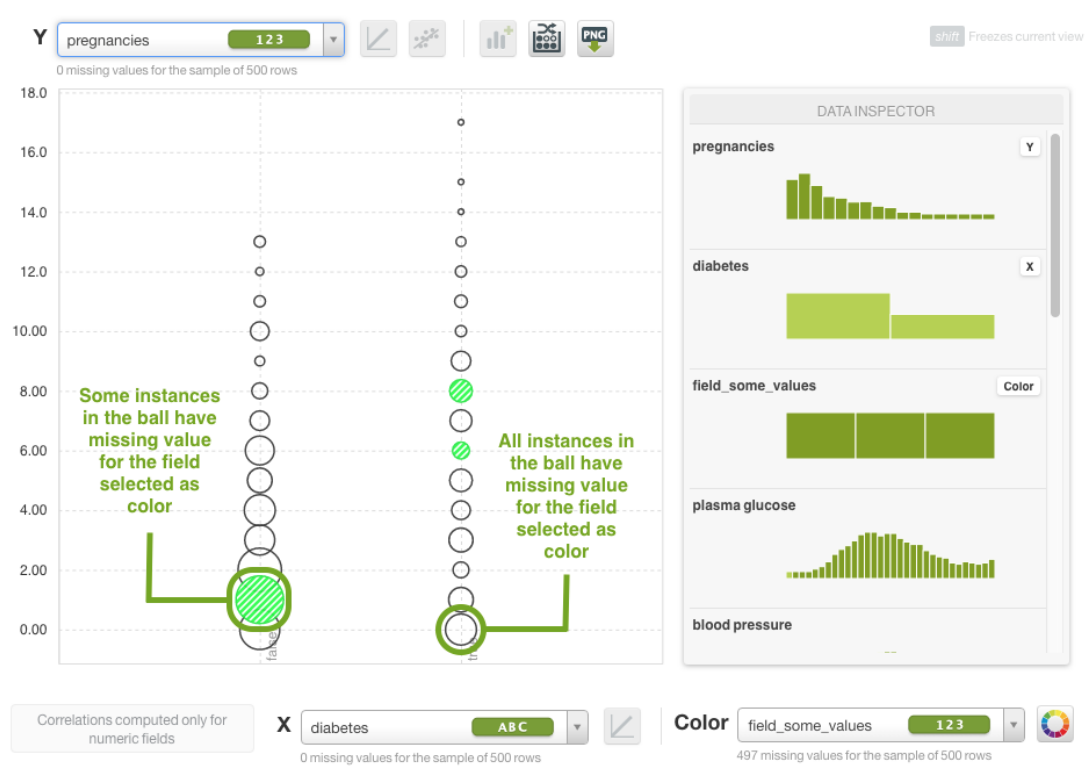 Y
pregnancies
123
PNG
shift Freezes current view
0 missing values for the sample of 500 rows
18.0
16.0
14.0
12.0
10.00
8.00
6.00
4.00
2.00
0.00
Some instances
in the ball have
missing value
for the field
selected as
color
All instances in
the ball have
missing value
for the field
selected as
color
false
DATA INSPECTOR
pregnancies
Y
diabetes
X
field_some_values
Color
plasma glucose
blood pressure
Correlations computed only for
numeric fields
X
diabetes
ABC
0 missing values for the sample of 500 rows
Color
field_some_values
123
497 missing values for the sample of 500 rows